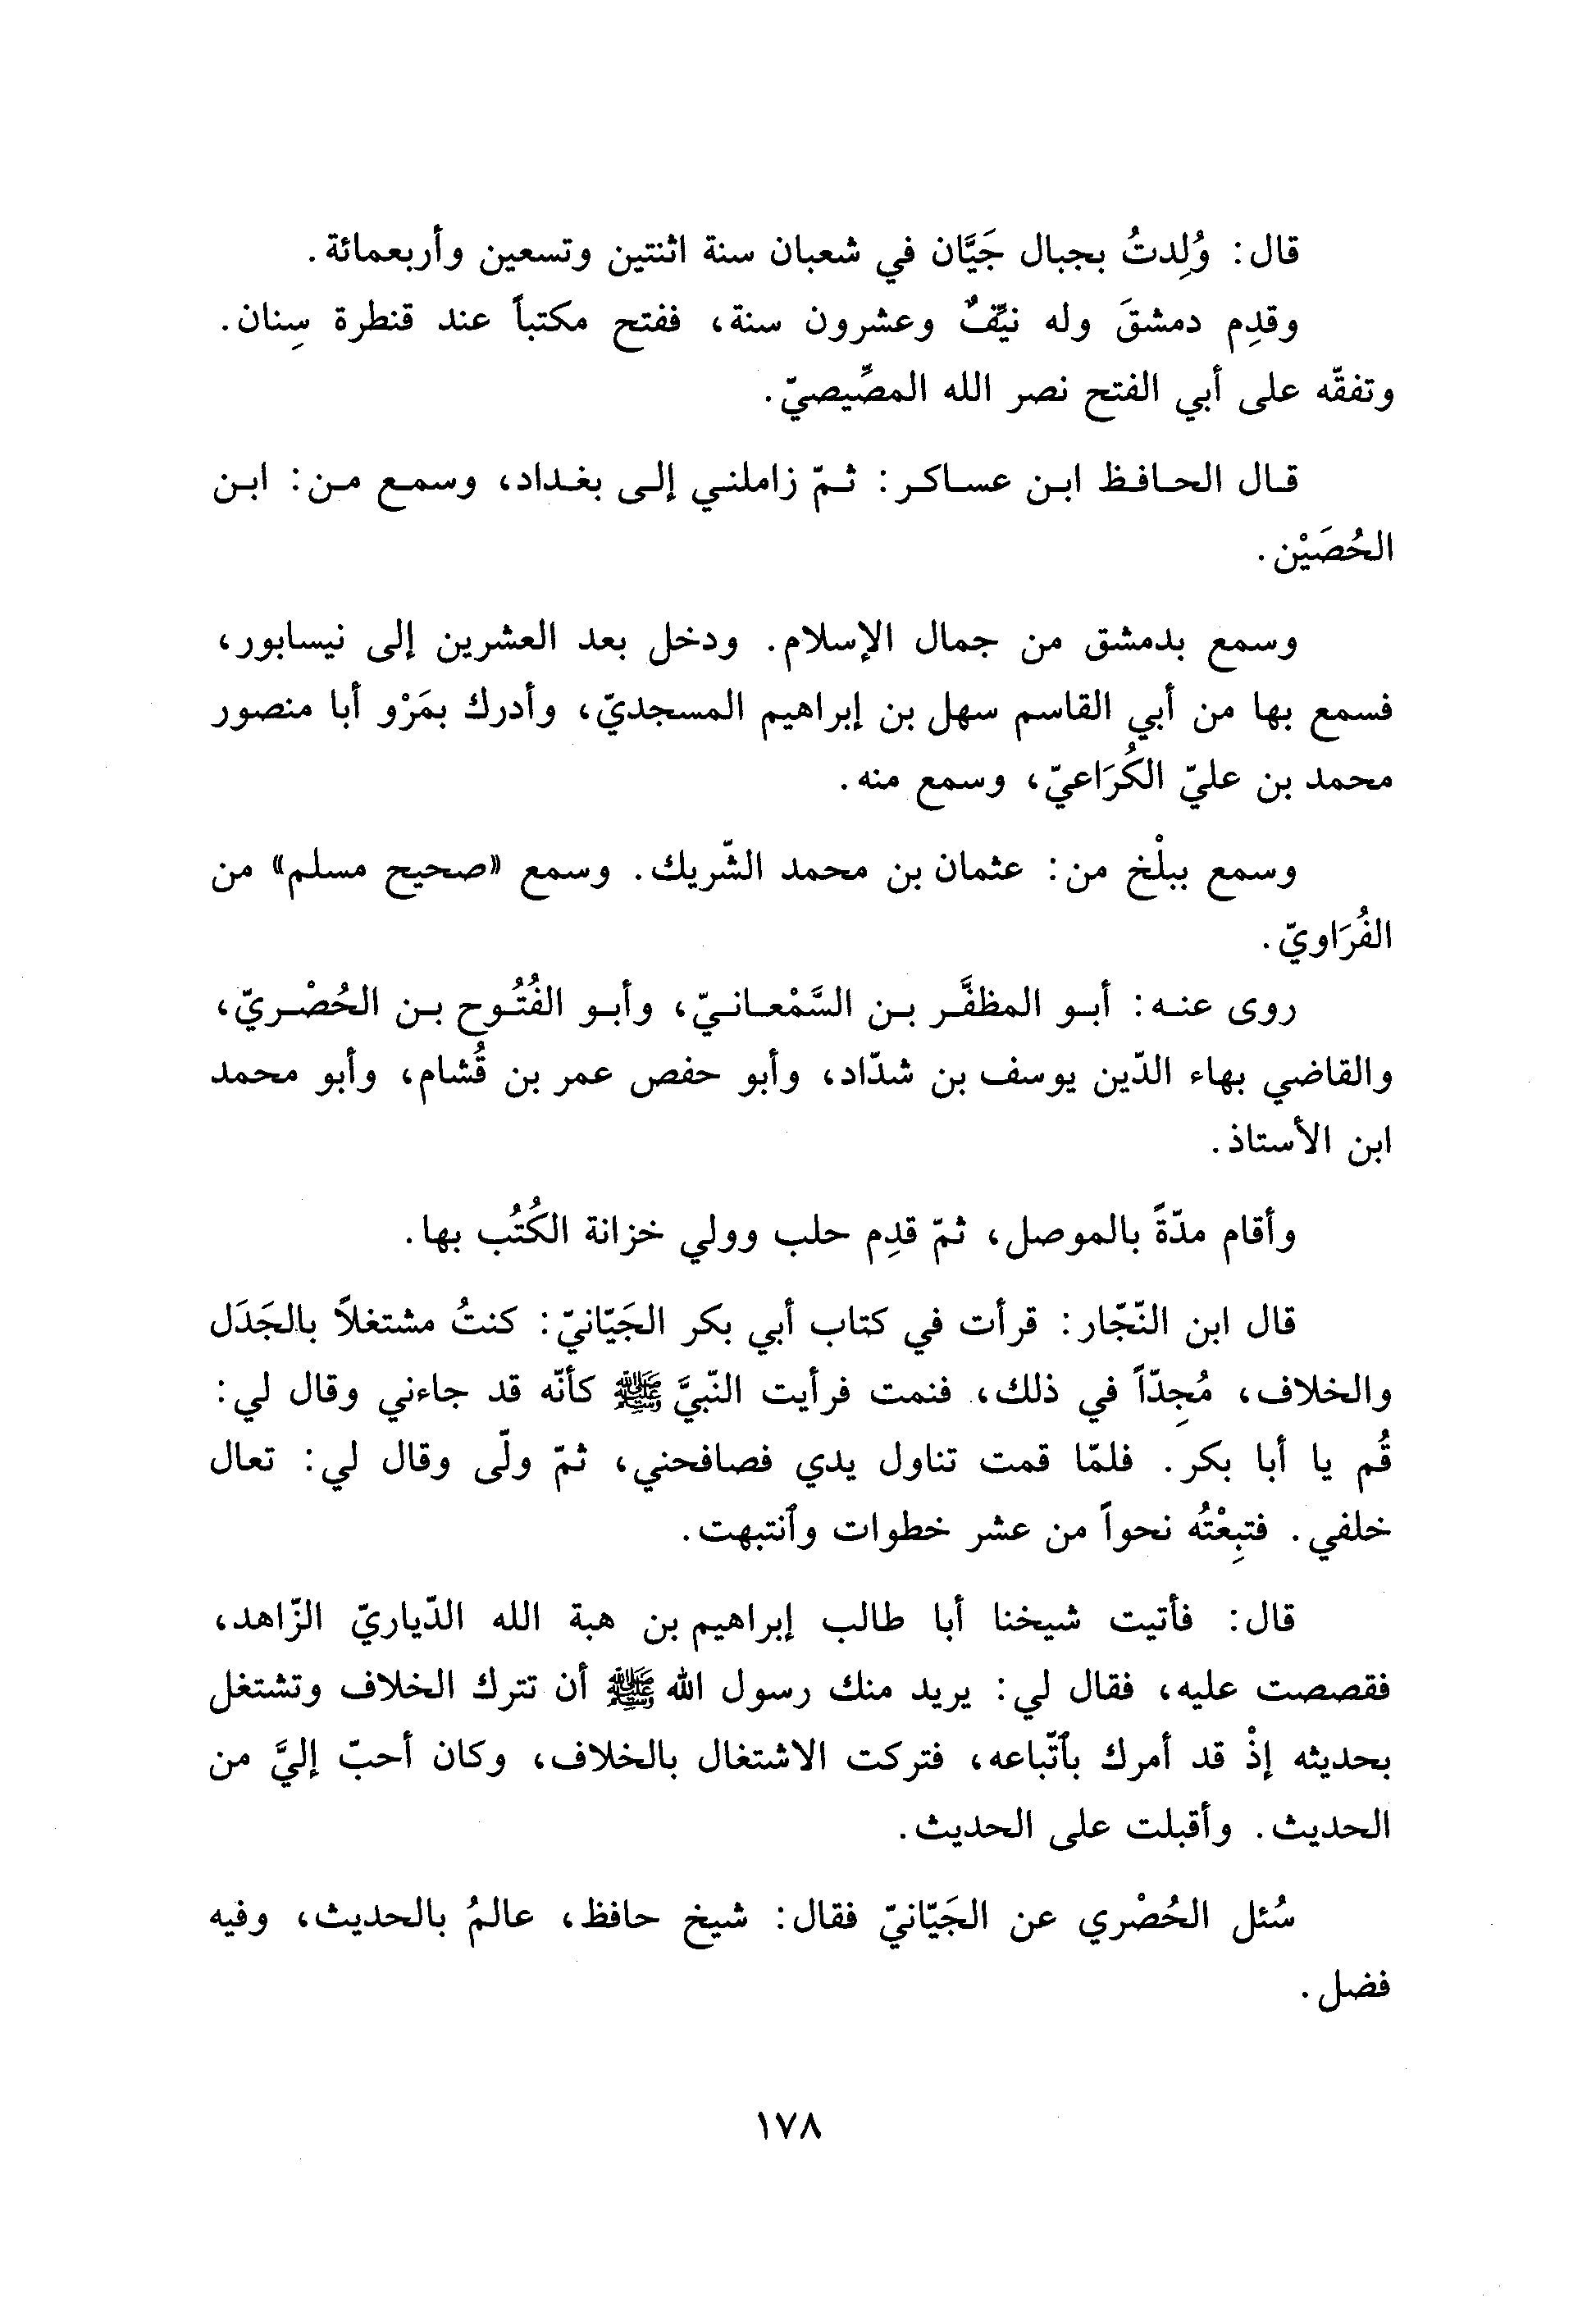 قال: وُلِدتُ بجبال جَيَّان في شعبان سنة اثنتين وتسعين وأربعمائة.
وقدِم دمشقَ وله نيِّفٌ وعشرون سنة، ففتح مكتباً عند قنطرة سِنان.
وتفقّه على أبي الفتح نصر الله المصِّيصيّ.
قال الحافظ ابن عساكر: ثمّ زاملني إلى بغداد، وسمع من: ابن
الحُصَيْن.
وسمع بدمشق من جمال الإسلام. ودخل بعد العشرين إلى نيسابور،
فسمع بها من أبي القاسم سهل بن إبراهيم المسجديّ، وأدرك بمَرْو أبا منصور
محمد بن عليّ الكُرَاعيّ، وسمع منه.
وسمع ببلْخ من: عثمان بن محمد الشّريك. وسمع «صحيح مسلم» من
الفُرَاويّ.
روى عنه: أبو المظفَّر بن السَّمْعانيّ، وأبو الفُتُوح بن الحُصْريّ،
والقاضي بهاء الدّين يوسف بن شدّاد، وأبو حفص عمر بن قُشام، وأبو محمد
ابن الأستاذ.
وأقام مدّةً بالموصل، ثمّ قدِم حلب وولي خزانة الكُتُب بها.
قال ابن النّجّار: قرأت في كتاب أبي بكر الجَيّانيّ: كنتُ مشتغلاً بالجَدَل
والخلاف، مُجِدّاً في ذلك، فنمت فرأيت النّبيَّ ﷺ كأنّه قد جاءني وقال لي:
قُم يا أبا بكر. فلمّا قمت تناول يدي فصافحني، ثمّ ولّى وقال لي: تعال
خلفي. فتبِعْتُه نحواً من عشر خطوات وٱنتبهت.
قال: فأتيت شيخنا أبا طالب إبراهيم بن هبة الله الدّياريّ الزّاهد،
فقصصت عليه، فقال لي: يريد منك رسول الله ﷺ أن تترك الخلاف وتشتغل
بحديثه إذْ قد أمرك بٱتّباعه، فتركت الاشتغال بالخلاف، وكان أحبّ إليَّ من
الحديث. وأقبلت على الحديث.
سُئل الحُصْري عن الجَيّانيّ فقال: شيخ حافظ، عالمُ بالحديث، وفيه
فضل.
١٧٨